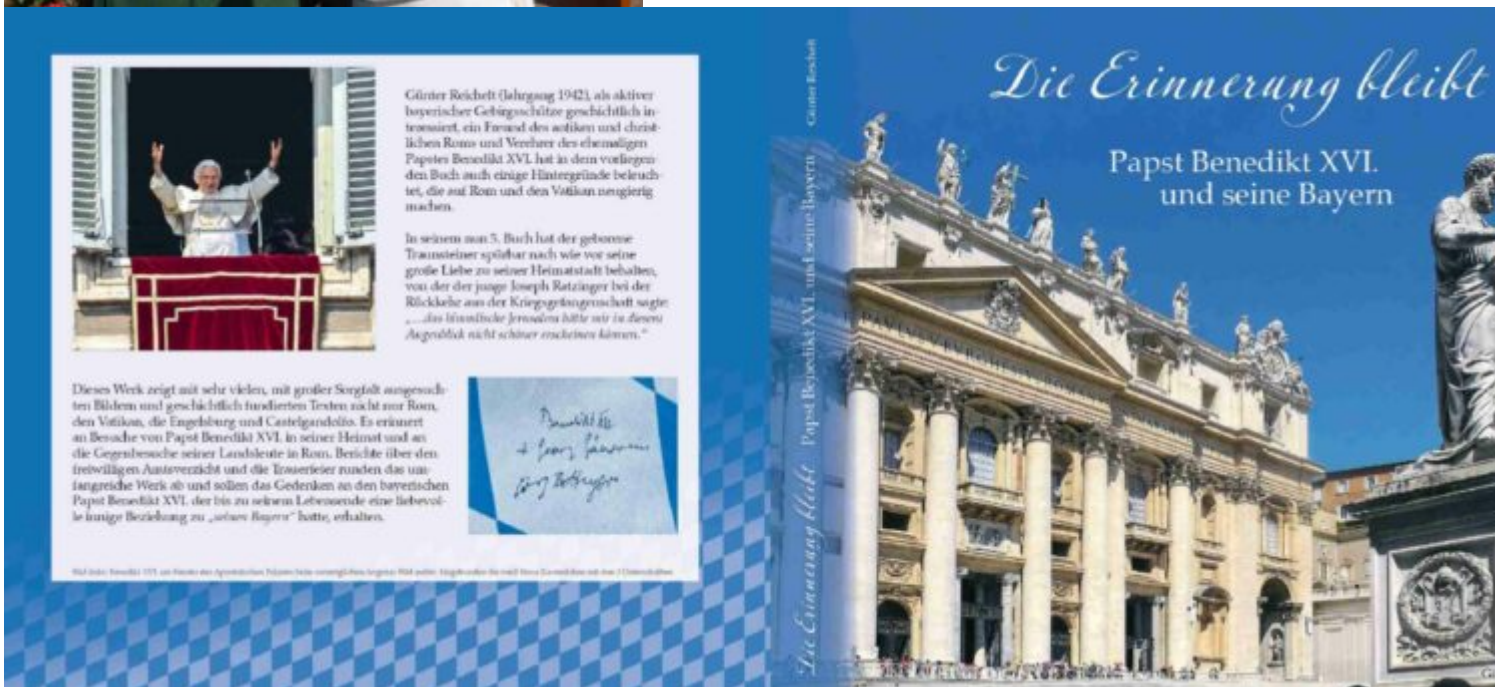 Günter Reichelt (Jahrgang 1942), als aktiver
bayerischer Gebirgsschütze geschichtlich in-
teressiert, ein Freund des antiken und christ-
lichen Roms und Verehrer des ehemaligen
Papstes Benedikt XVI. hat in dem vorliegen-
den Buch auch einige Hintergründe beleuch-
tet, die auf Rom und den Vatikan neugierig
machen.
In seinem nun 5. Buch hat der geborene
Traunsteiner spürbar nach wie vor seine
große Liebe zu seiner Heimatstadt behalten,
von der der junge Joseph Ratzinger bei der
Rückkehr aus der Kriegsgefangenschaft sagte:
„…das himmlische Jerusalem hätte mir in diesem
Augenblick nicht schöner erscheinen können."
Dieses Werk zeigt mit sehr vielen, mit großer Sorgfalt ausgesuch-
ten Bildern und geschichtlich fundierten Texten nicht nur Rom,
den Vatikan, die Engelsburg und Castelgandolfo. Es erinnert
an Besuche von Papst Benedikt XVI. in seiner Heimat und an
die Gegenbesuche seiner Landsleute in Rom. Berichte über den
freiwilligen Amtsverzicht und die Trauerfeier runden das um-
fangreiche Werk ab und sollen das Gedenken an den bayerischen
Papst Benedikt XVI. der bis zu seinem Lebensende eine liebevol-
le innige Beziehung zu „seinen Bayern" hatte, erhalten.
Benedikt XVI.
Die Erinnerung bleibt Papst Benedikt XVI. und seine Bayern Günter Reichelt
Die Erinnerung bleibt
Papst Benedikt XVI.
und seine Bayern